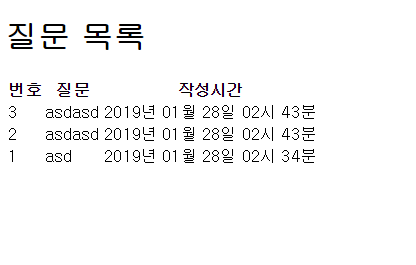 질문 목록
번호 질문 작성시간
3 asdasd 2019년 01월 28일 02시 43분
2 asdasd 2019년 01월 28일 02시 43분
1 asd 2019년 01월 28일 02시 34분